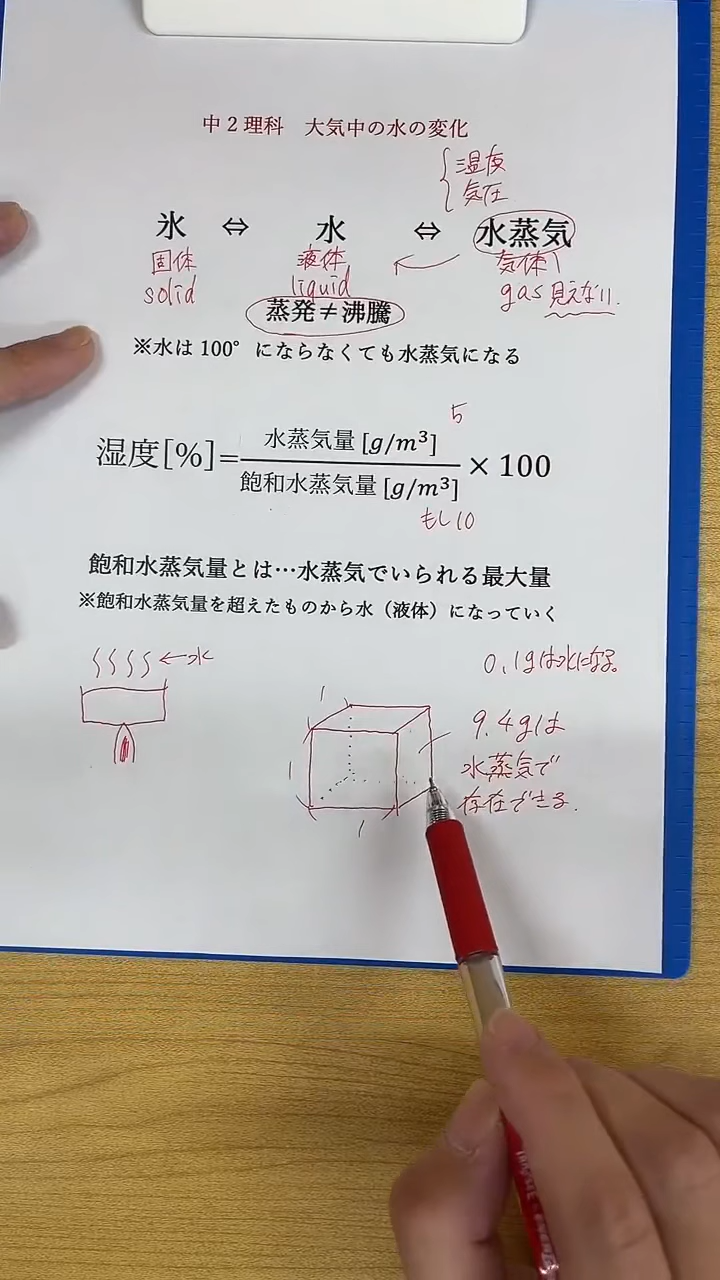 中2理科 大気中の水の変化
温度
気圧
氷 ⇔ 水 ⇔ 水蒸気
固体 液体 気体
solid liquid gas 見えない.
蒸発≠沸騰
※水は100°にならなくても水蒸気になる
5
湿度[%]=水蒸気量[g/m³]/飽和水蒸気量[g/m³]×100
もし10
飽和水蒸気量とは…水蒸気でいられる最大量
※飽和水蒸気量を超えたものから水（液体）になっていく
←水
0.1gは水になる。
9.4gは
水蒸気で
存在できる.
1
1
1